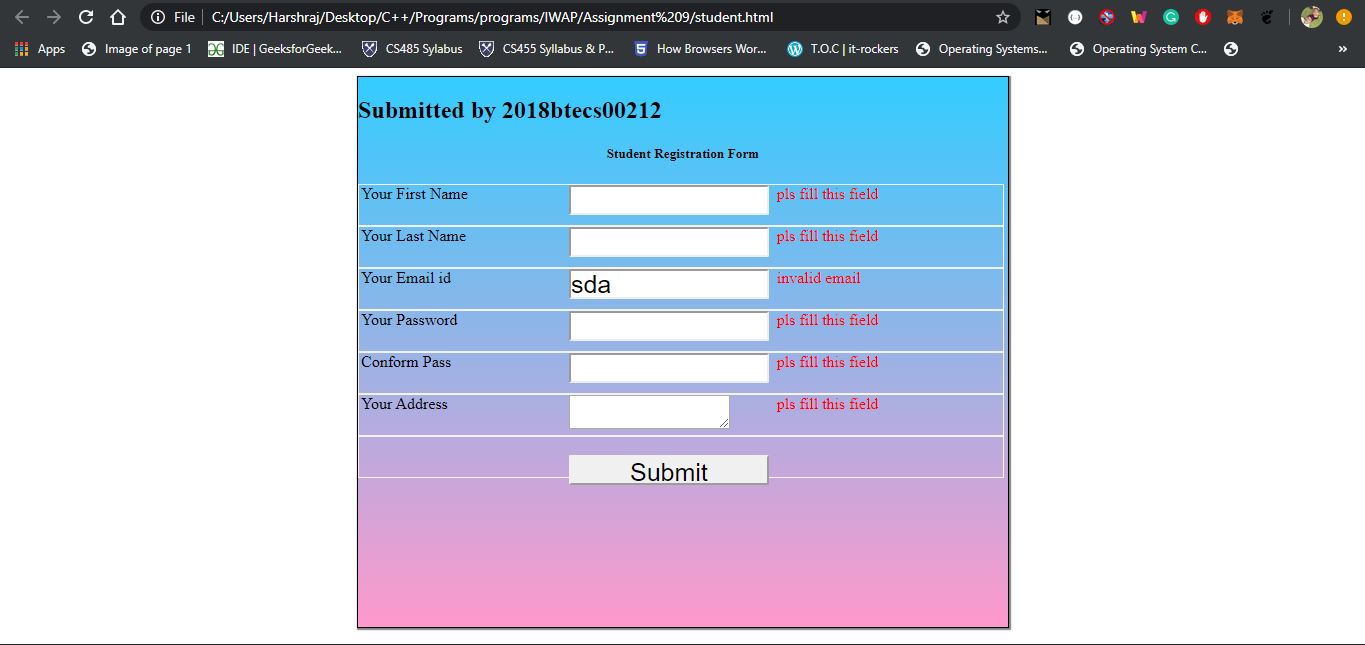 File C:/Users/Harshraj/Desktop/C++/Programs/programs/IWAP/Assignment%209/student.html
Apps Image of page 1 IDE | GeeksforGeek... CS485 Sylabus CS455 Syllabus & P... How Browsers Wor... T.O.C | it-rockers Operating Systems... Operating System C... »
Submitted by 2018btecs00212
Student Registration Form
Your First Name pls fill this field
Your Last Name pls fill this field
Your Email id sda invalid email
Your Password pls fill this field
Conform Pass pls fill this field
Your Address pls fill this field
Submit